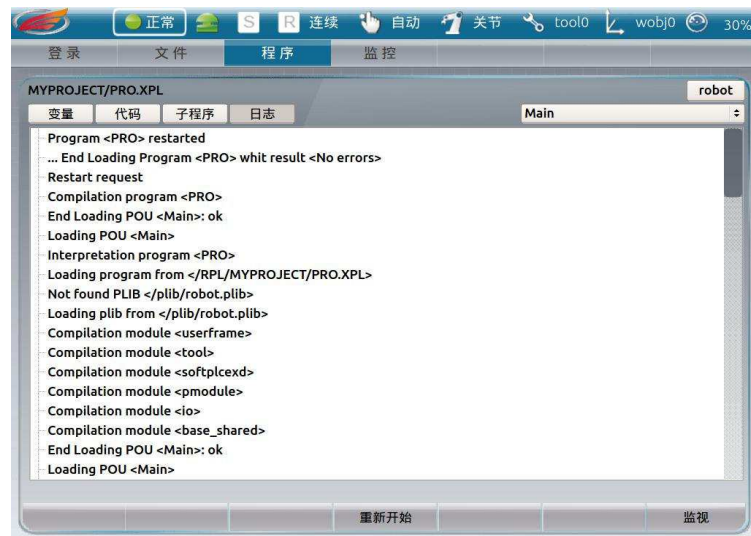 正常 S R 连续 自动 关节 tool0 wobj0 30%
登录 文件 程序 监控
MYPROJECT/PRO.XPL robot
变量 代码 子程序 日志 Main
Program <PRO> restarted
... End Loading Program <PRO> whit result <No errors>
Restart request
Compilation program <PRO>
End Loading POU <Main>: ok
Loading POU <Main>
Interpretation program <PRO>
Loading program from </RPL/MYPROJECT/PRO.XPL>
Not found PLIB </plib/robot.plib>
Loading plib from </plib/robot.plib>
Compilation module <userframe>
Compilation module <tool>
Compilation module <softplcexd>
Compilation module <pmodule>
Compilation module <io>
Compilation module <base_shared>
End Loading POU <Main>: ok
Loading POU <Main>
重新开始 监视